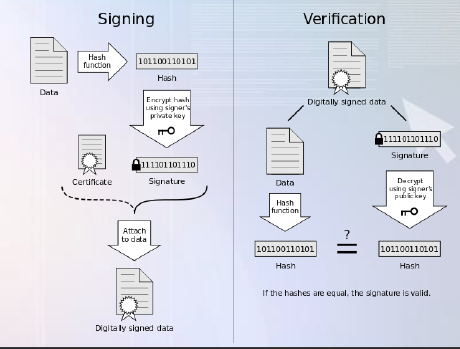 Signing
Hash
function
101100110101
Data
Hash
Encrypt hash
using signer's
private key
111101101110
Certificate
Signature
Attach
to data
Digitally signed data
Verification
Digitally signed data
111101101110
Signature
Data
Hash
function
Decrypt
using signer's
public key
101100110101
?
=
101100110101
Hash
Hash
If the hashes are equal, the signature is valid.